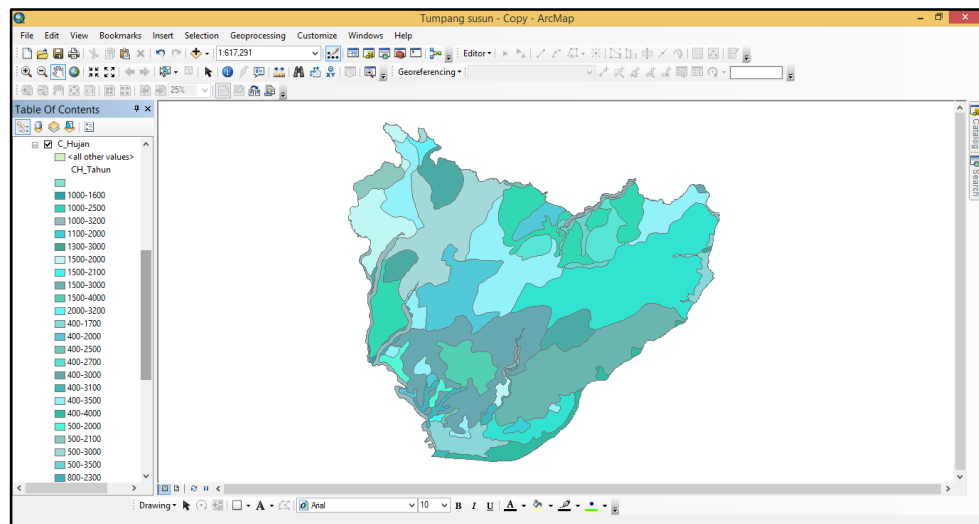 Tumpang susun - Copy - ArcMap
File Edit View Bookmarks Insert Selection Geoprocessing Customize Windows Help
1:617,291 Editor
Georeferencing
25%
Table Of Contents
C_Hujan
<all other values>
CH_Tahun
1000-1600
1000-2500
1000-3200
1100-2000
1300-3000
1500-2000
1500-2100
1500-3000
1500-4000
2000-3200
400-1700
400-2000
400-2500
400-2700
400-3000
400-3100
400-3500
400-4000
500-2000
500-2100
500-3000
500-3500
800-2300
Catalog
Search
Drawing Arial 10 B I U A